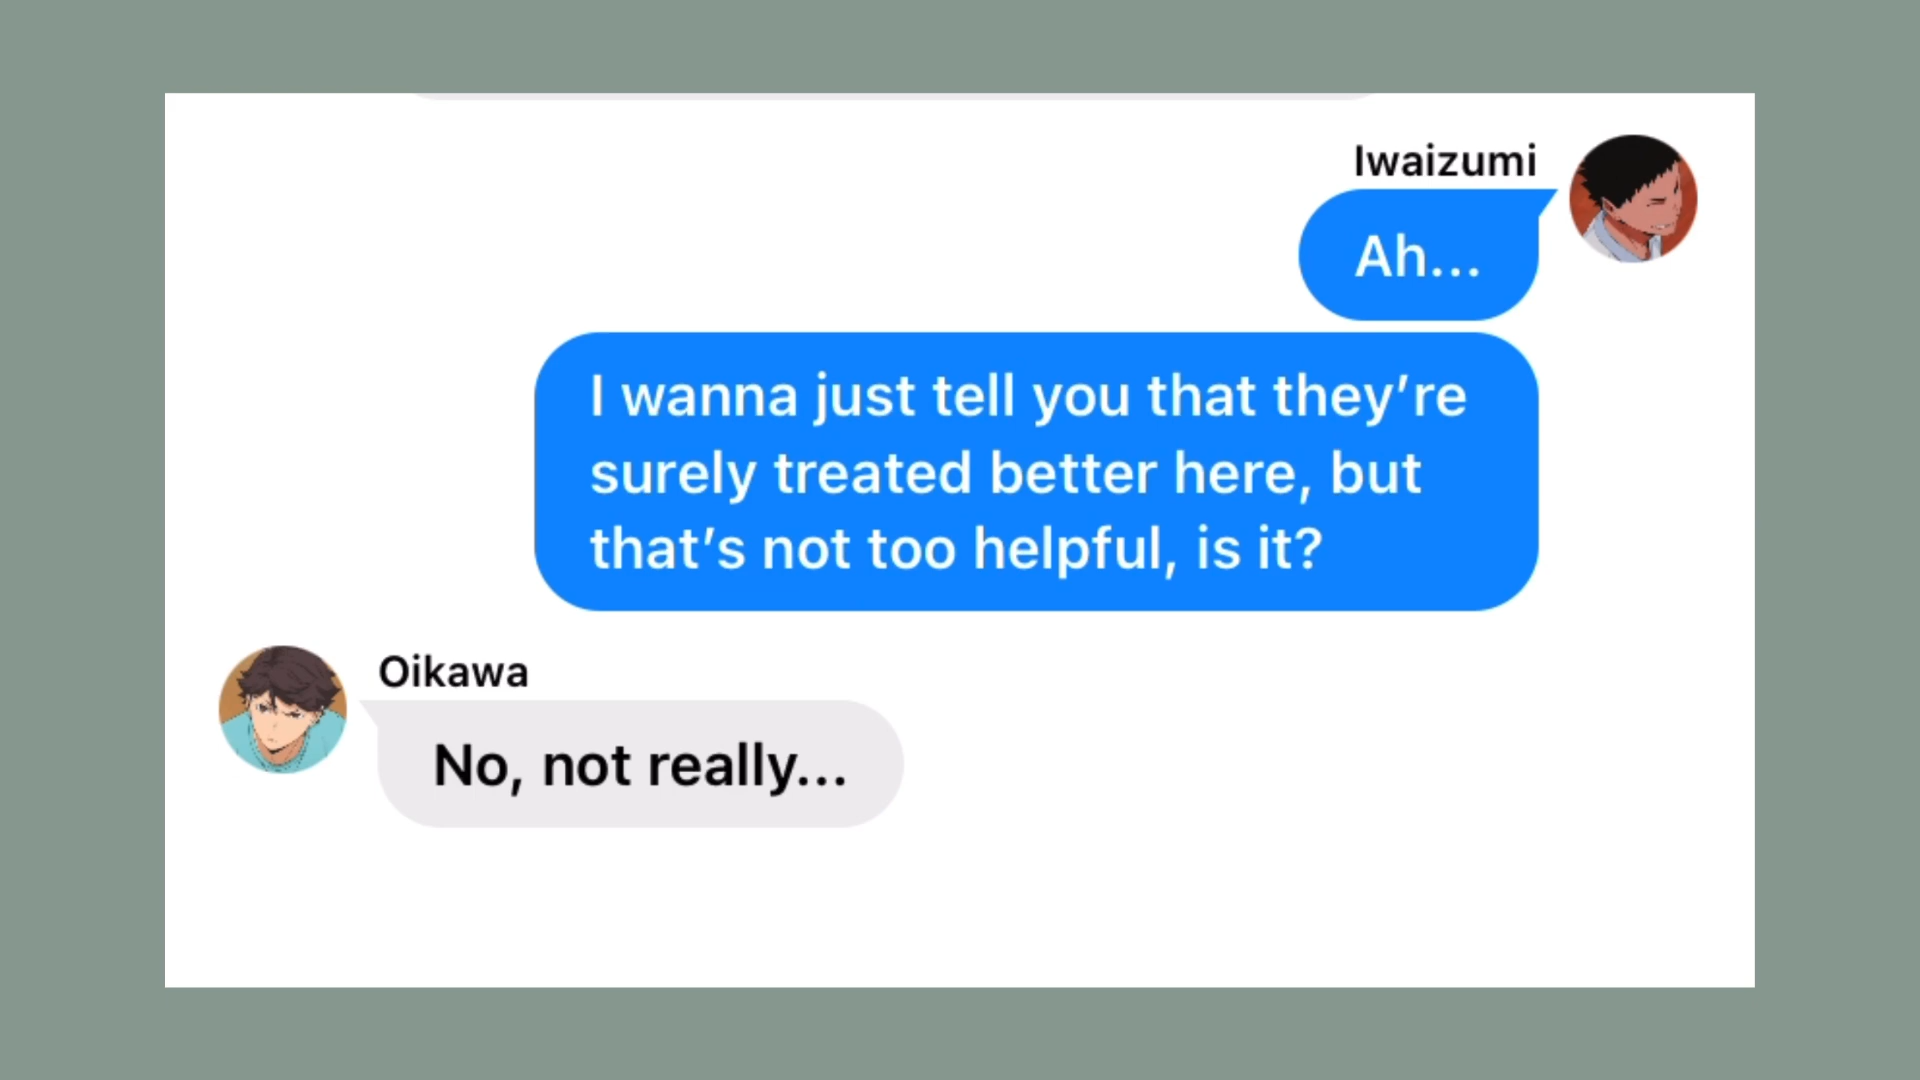 Iwaizumi
Ah...
I wanna just tell you that they’re
surely treated better here, but
that’s not too helpful, is it?
Oikawa
No, not really...